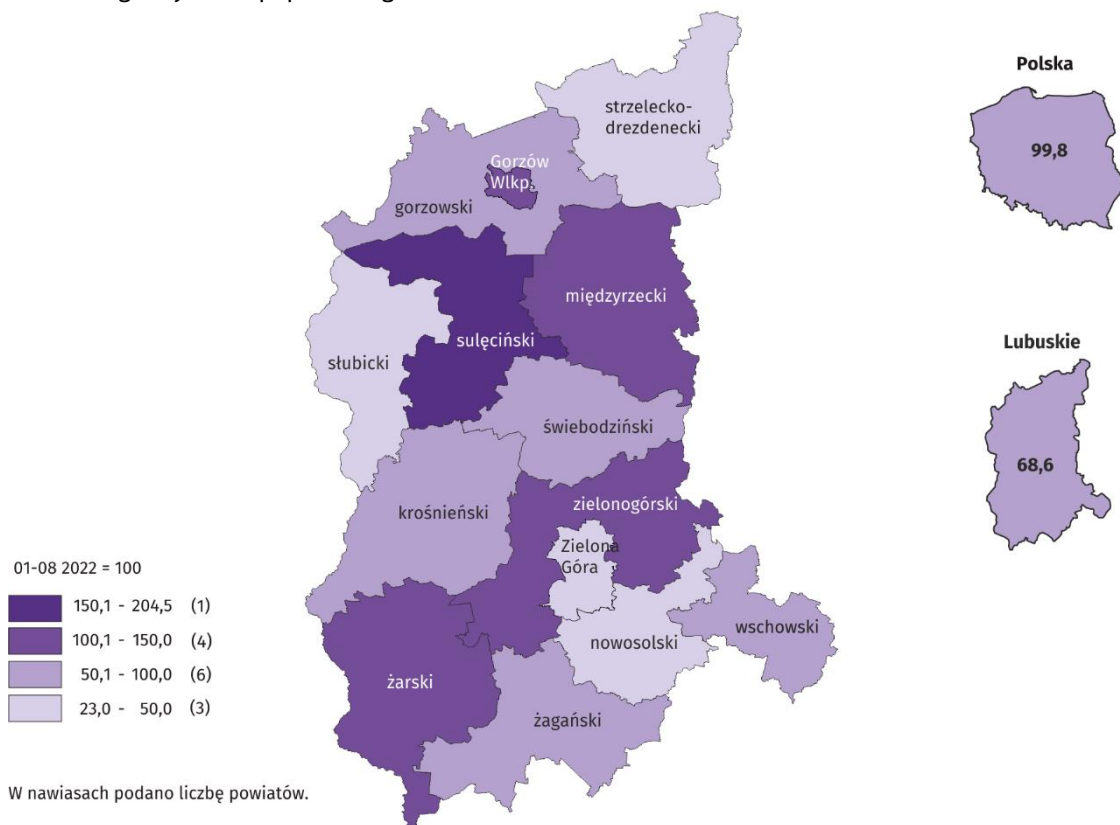 strzelecko-
drezdenecki
Gorzów
Wlkp.
gorzowski
międzyrzecki
sulęciński
słubicki
świebodziński
krośnieński
zielonogórski
Zielona
Góra
nowosolski
wschowski
żarski
żagański
Polska
99,8
Lubuskie
68,6
01-08 2022 = 100
150,1 - 204,5 (1)
100,1 - 150,0 (4)
50,1 - 100,0 (6)
23,0 - 50,0 (3)
W nawiasach podano liczbę powiatów.